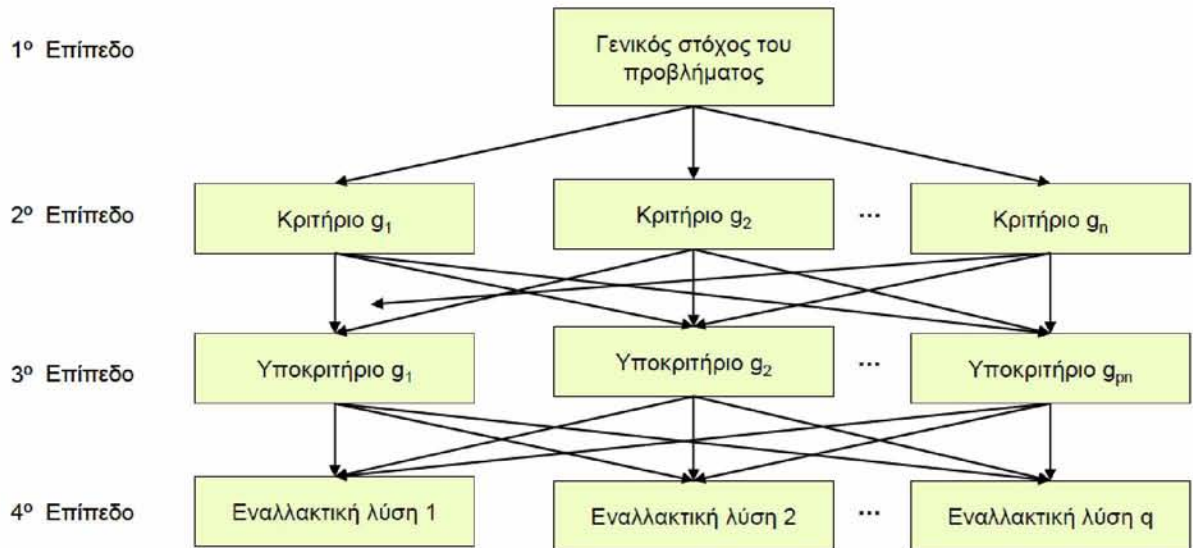 1º Επίπεδο
Γενικός στόχος του
προβλήματος
2º Επίπεδο
Κριτήριο g₁
Κριτήριο g₂
...
Κριτήριο gₙ
3º Επίπεδο
Υποκριτήριο g₁
Υποκριτήριο g₂
...
Υποκριτήριο gₚₙ
4º Επίπεδο
Εναλλακτική λύση 1
Εναλλακτική λύση 2
...
Εναλλακτική λύση q